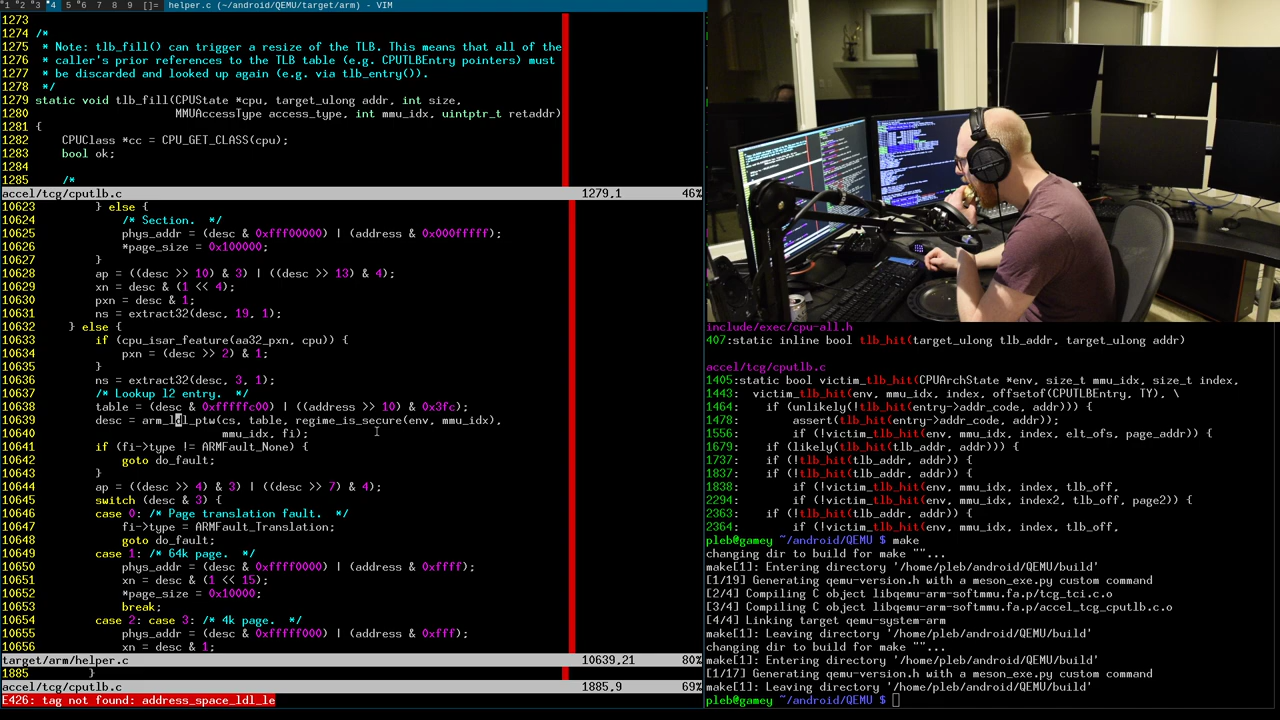 1 2 3 4 5 6 7 8 9 []= helper.c (~/android/QEMU/target/arm) - VIM
1273
1274 /*
1275  * Note: tlb_fill() can trigger a resize of the TLB. This means that all of the
1276  * caller's prior references to the TLB table (e.g. CPUTLBEntry pointers) must
1277  * be discarded and looked up again (e.g. via tlb_entry()).
1278  */
1279 static void tlb_fill(CPUState *cpu, target_ulong addr, int size,
1280                      MMUAccessType access_type, int mmu_idx, uintptr_t retaddr)
1281 {
1282     CPUClass *cc = CPU_GET_CLASS(cpu);
1283     bool ok;
1284
1285     /*
accel/tcg/cputlb.c 1279,1 46%
10623         } else {
10624             /* Section.  */
10625             phys_addr = (desc & 0xfff00000) | (address & 0x000fffff);
10626             *page_size = 0x100000;
10627         }
10628         ap = ((desc >> 10) & 3) | ((desc >> 13) & 4);
10629         xn = desc & (1 << 4);
10630         pxn = desc & 1;
10631         ns = extract32(desc, 19, 1);
10632     } else {
10633         if (cpu_isar_feature(aa32_pxn, cpu)) {
10634             pxn = (desc >> 2) & 1;
10635         }
10636         ns = extract32(desc, 3, 1);
10637         /* Lookup l2 entry.  */
10638         table = (desc & 0xfffffc00) | ((address >> 10) & 0x3fc);
10639         desc = arm_ldl_ptw(cs, table, regime_is_secure(env, mmu_idx),
10640                            mmu_idx, fi);
10641         if (fi->type != ARMFault_None) {
10642             goto do_fault;
10643         }
10644         ap = ((desc >> 4) & 3) | ((desc >> 7) & 4);
10645         switch (desc & 3) {
10646         case 0: /* Page translation fault.  */
10647             fi->type = ARMFault_Translation;
10648             goto do_fault;
10649         case 1: /* 64k page.  */
10650             phys_addr = (desc & 0xffff0000) | (address & 0xffff);
10651             xn = desc & (1 << 15);
10652             *page_size = 0x10000;
10653             break;
10654         case 2: case 3: /* 4k page.  */
10655             phys_addr = (desc & 0xfffff000) | (address & 0xfff);
10656             xn = desc & 1;
target/arm/helper.c 10639,21 80%
1885         }
accel/tcg/cputlb.c 1885,9 69%
E426: tag not found: address_space_ldl_le
include/exec/cpu-all.h
407:static inline bool tlb_hit(target_ulong tlb_addr, target_ulong addr)
accel/tcg/cputlb.c
1405:static bool victim_tlb_hit(CPUArchState *env, size_t mmu_idx, size_t index,
1443:  victim_tlb_hit(env, mmu_idx, index, offsetof(CPUTLBEntry, TY), \
1464:    if (unlikely(!tlb_hit(entry->addr_code, addr))) {
1478:        assert(tlb_hit(entry->addr_code, addr));
1556:        if (!victim_tlb_hit(env, mmu_idx, index, elt_ofs, page_addr)) {
1679:    if (likely(tlb_hit(tlb_addr, addr))) {
1737:    if (!tlb_hit(tlb_addr, addr)) {
1837:    if (!tlb_hit(tlb_addr, addr)) {
1838:        if (!victim_tlb_hit(env, mmu_idx, index, tlb_off,
2294:        if (!victim_tlb_hit(env, mmu_idx, index2, tlb_off, page2)) {
2363:    if (!tlb_hit(tlb_addr, addr)) {
2364:        if (!victim_tlb_hit(env, mmu_idx, index, tlb_off,
pleb@gamey ~/android/QEMU $ make
changing dir to build for make ""...
make[1]: Entering directory '/home/pleb/QEMU/build'
[1/19] Generating qemu-version.h with a meson_exe.py custom command
[2/4] Compiling C object libqemu-arm-softmmu.fa.p/tcg_tci.c.o
[3/4] Compiling C object libqemu-arm-softmmu.fa.p/accel_tcg_cputlb.c.o
[4/4] Linking target qemu-system-arm
make[1]: Leaving directory '/home/pleb/QEMU/build'
changing dir to build for make ""...
make[1]: Entering directory '/home/pleb/QEMU/build'
[1/17] Generating qemu-version.h with a meson_exe.py custom command
make[1]: Leaving directory '/home/pleb/QEMU/build'
pleb@gamey ~/android/QEMU $